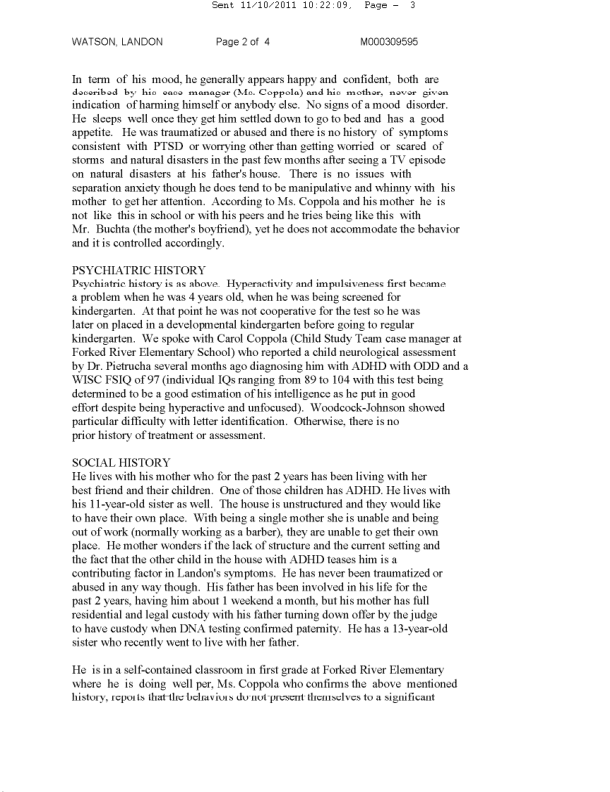 Sent 11/10/2011 10:22:09, Page - 3
WATSON, LANDON Page 2 of 4 M000309595
In term of his mood, he generally appears happy and confident, both are
described by his case manager (Ms. Coppola) and his mother, never given
indication of harming himself or anybody else. No signs of a mood disorder.
He sleeps well once they get him settled down to go to bed and has a good
appetite. He was traumatized or abused and there is no history of symptoms
consistent with PTSD or worrying other than getting worried or scared of
storms and natural disasters in the past few months after seeing a TV episode
on natural disasters at his father's house. There is no issues with
separation anxiety though he does tend to be manipulative and whinny with his
mother to get her attention. According to Ms. Coppola and his mother he is
not like this in school or with his peers and he tries being like this with
Mr. Buchta (the mother's boyfriend), yet he does not accommodate the behavior
and it is controlled accordingly.
PSYCHIATRIC HISTORY
Psychiatric history is as above. Hyperactivity and impulsiveness first became
a problem when he was 4 years old, when he was being screened for
kindergarten. At that point he was not cooperative for the test so he was
later on placed in a developmental kindergarten before going to regular
kindergarten. We spoke with Carol Coppola (Child Study Team case manager at
Forked River Elementary School) who reported a child neurological assessment
by Dr. Pietrucha several months ago diagnosing him with ADHD with ODD and a
WISC FSIQ of 97 (individual IQs ranging from 89 to 104 with this test being
determined to be a good estimation of his intelligence as he put in good
effort despite being hyperactive and unfocused). Woodcock-Johnson showed
particular difficulty with letter identification. Otherwise, there is no
prior history of treatment or assessment.
SOCIAL HISTORY
He lives with his mother who for the past 2 years has been living with her
best friend and their children. One of those children has ADHD. He lives with
his 11-year-old sister as well. The house is unstructured and they would like
to have their own place. With being a single mother she is unable and being
out of work (normally working as a barber), they are unable to get their own
place. He mother wonders if the lack of structure and the current setting and
the fact that the other child in the house with ADHD teases him is a
contributing factor in Landon's symptoms. He has never been traumatized or
abused in any way though. His father has been involved in his life for the
past 2 years, having him about 1 weekend a month, but his mother has full
residential and legal custody with his father turning down offer by the judge
to have custody when DNA testing confirmed paternity. He has a 13-year-old
sister who recently went to live with her father.
He is in a self-contained classroom in first grade at Forked River Elementary
where he is doing well per, Ms. Coppola who confirms the above mentioned
history, reports that the behaviors do not present themselves to a significant